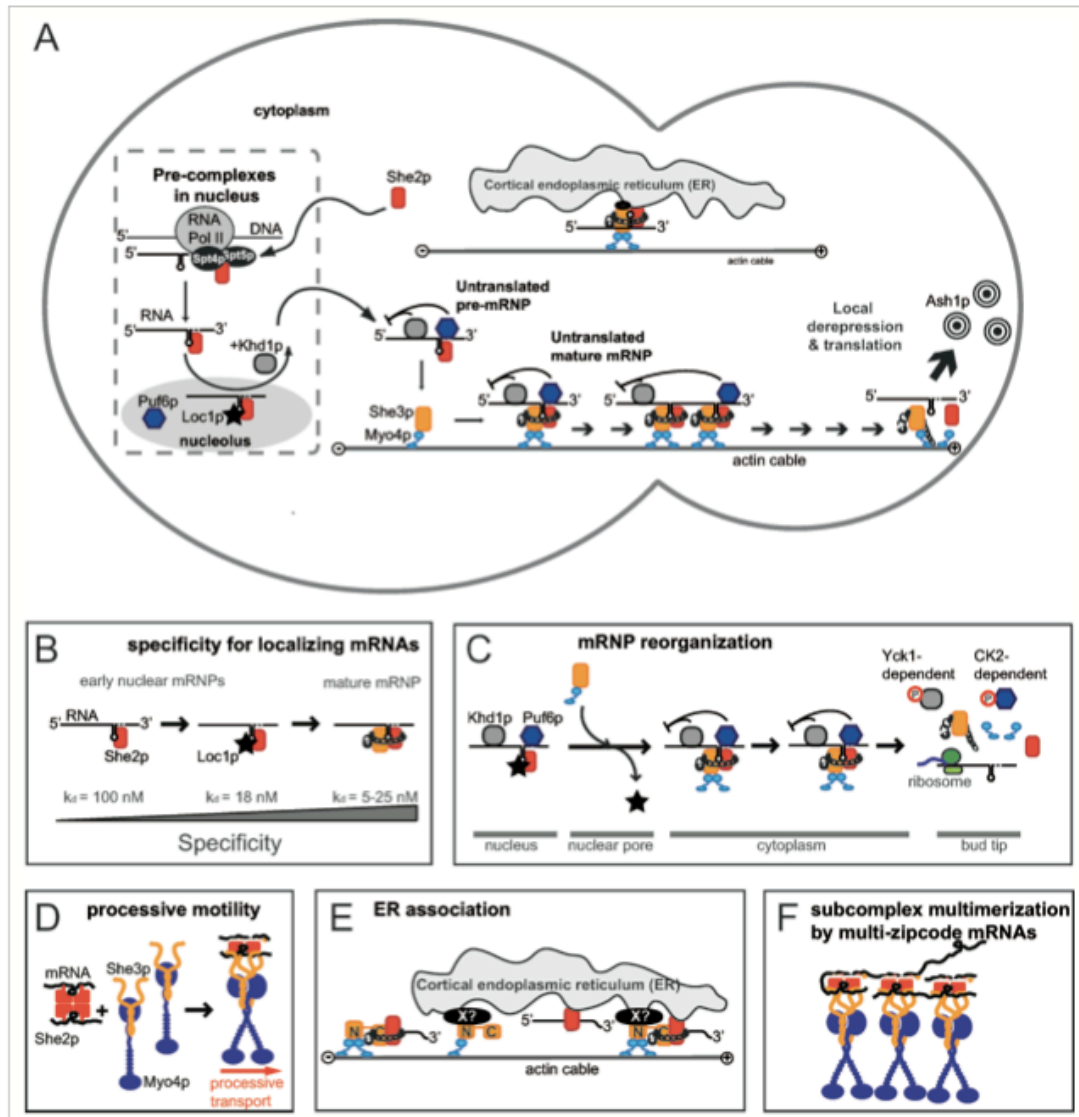 A
cytoplasm
Pre-complexes
in nucleus
She2p
Cortical endoplasmic reticulum (ER)
RNA
Pol II
DNA
5'
5'
Spt4p
Spt5p
5'
3'
actin cable
RNA
5'
3'
+Khd1p
Untranslated
pre-mRNP
5'
3'
Untranslated
mature mRNP
Local
derepression
& translation
Ash1p
Puf6p
Loc1p
nucleolus
She3p
Myo4p
5'
3'
5'
3'
5'
3'
actin cable
B
specificity for localizing mRNAs
early nuclear mRNPs
mature mRNP
5' RNA 3'
She2p
Loc1p
kd = 100 nM
kd = 18 nM
kd = 5-25 nM
Specificity
C
mRNP reorganization
Yck1-
dependent
CK2-
dependent
P
P
Khd1p
Puf6p
ribosome
nucleus
nuclear pore
cytoplasm
bud tip
D
processive motility
mRNA
She3p
+
She2p
Myo4p
processive
transport
E
ER association
Cortical endoplasmic reticulum (ER)
X?
X?
N
C
3'
N
C
5'
3'
N
C
3'
actin cable
F
subcomplex multimerization
by multi-zipcode mRNAs